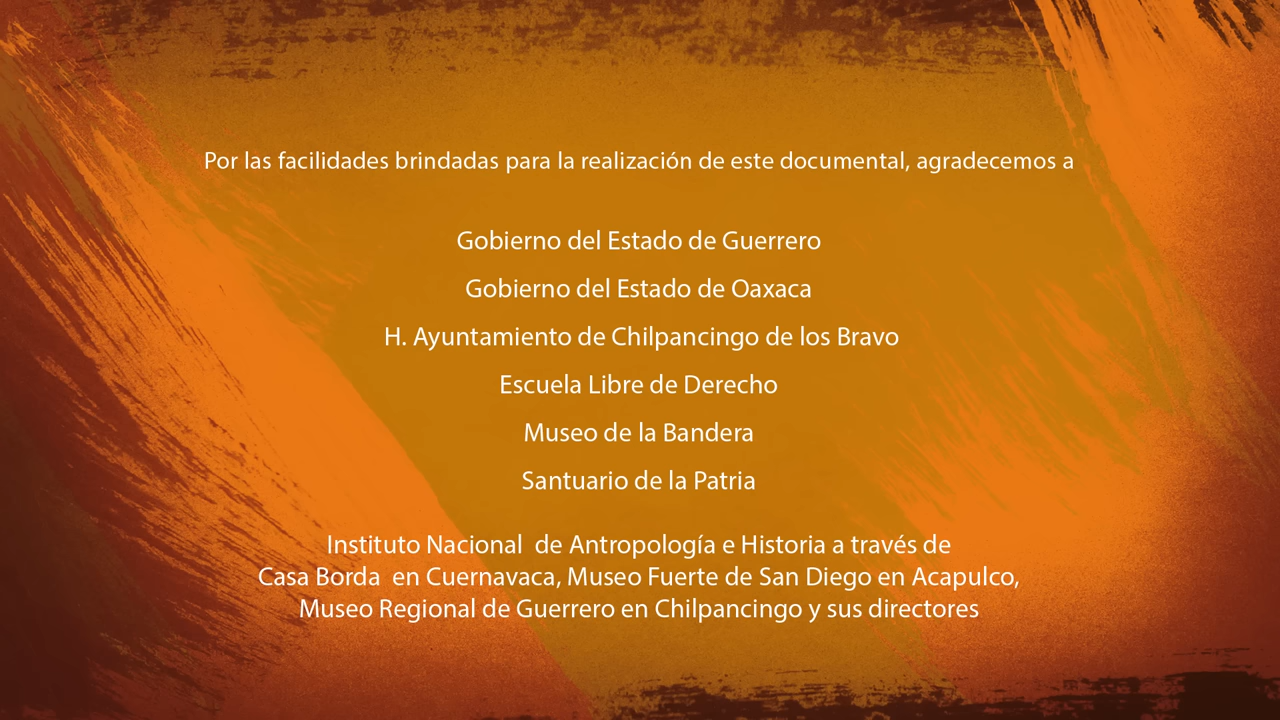 Por las facilidades brindadas para la realización de este documental, agradecemos a
Gobierno del Estado de Guerrero
Gobierno del Estado de Oaxaca
H. Ayuntamiento de Chilpancingo de los Bravo
Escuela Libre de Derecho
Museo de la Bandera
Santuario de la Patria
Instituto Nacional  de Antropología e Historia a través de
Casa Borda  en Cuernavaca, Museo Fuerte de San Diego en Acapulco,
Museo Regional de Guerrero en Chilpancingo y sus directores